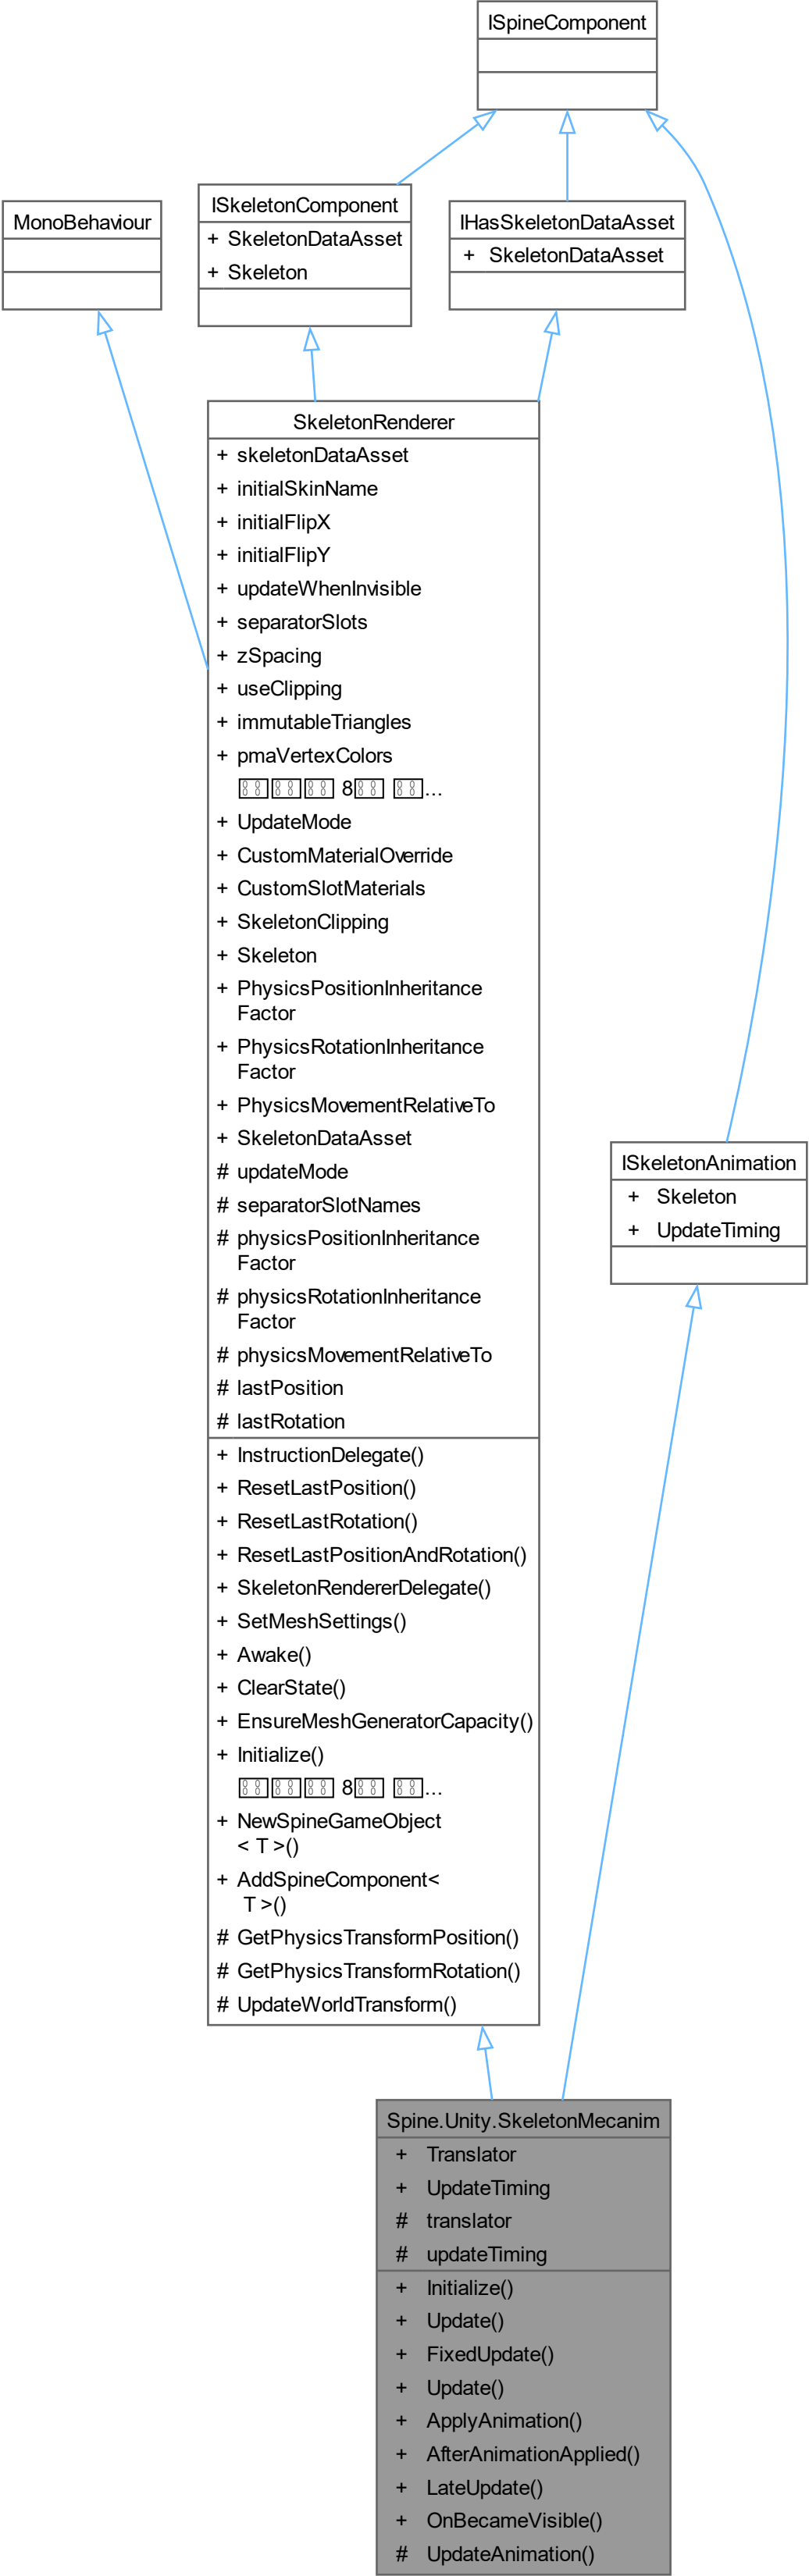 ISpineComponent
ISkeletonComponent
+ SkeletonDataAsset
+ Skeleton
MonoBehaviour
IHasSkeletonDataAsset
+ SkeletonDataAsset
SkeletonRenderer
+ skeletonDataAsset
+ initialSkinName
+ initialFlipX
+ initialFlipY
+ updateWhenInvisible
+ separatorSlots
+ zSpacing
+ useClipping
+ immutableTriangles
+ pmaVertexColors
8 ...
+ UpdateMode
+ CustomMaterialOverride
+ CustomSlotMaterials
+ SkeletonClipping
+ Skeleton
+ PhysicsPositionInheritance
Factor
+ PhysicsRotationInheritance
Factor
+ PhysicsMovementRelativeTo
+ SkeletonDataAsset
# updateMode
# separatorSlotNames
# physicsPositionInheritance
Factor
# physicsRotationInheritance
Factor
# physicsMovementRelativeTo
# lastPosition
# lastRotation
+ InstructionDelegate()
+ ResetLastPosition()
+ ResetLastRotation()
+ ResetLastPositionAndRotation()
+ SkeletonRendererDelegate()
+ SetMeshSettings()
+ Awake()
+ ClearState()
+ EnsureMeshGeneratorCapacity()
+ Initialize()
8 ...
+ NewSpineGameObject
< T >()
+ AddSpineComponent<
T >()
# GetPhysicsTransformPosition()
# GetPhysicsTransformRotation()
# UpdateWorldTransform()
ISkeletonAnimation
+ Skeleton
+ UpdateTiming
Spine.Unity.SkeletonMecanim
+ Translator
+ UpdateTiming
# translator
# updateTiming
+ Initialize()
+ Update()
+ FixedUpdate()
+ Update()
+ ApplyAnimation()
+ AfterAnimationApplied()
+ LateUpdate()
+ OnBecameVisible()
# UpdateAnimation()